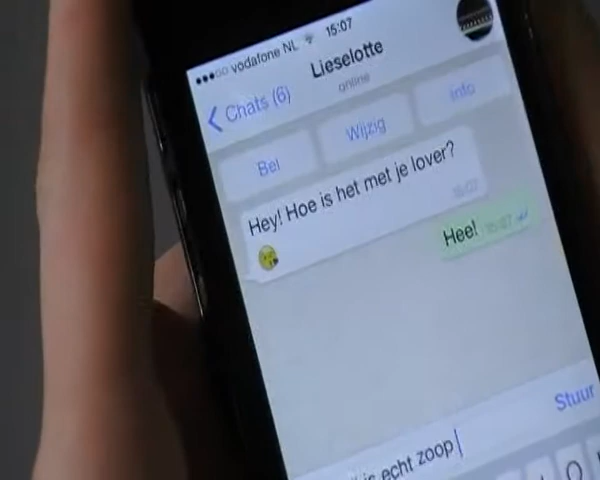 vodafone NL 15:07
Lieselotte
online
Chats (6)
Bel Wijzig Info
Hey! Hoe is het met je lover?
15:07
Hee! 15:07
is echt zoop
Stuur